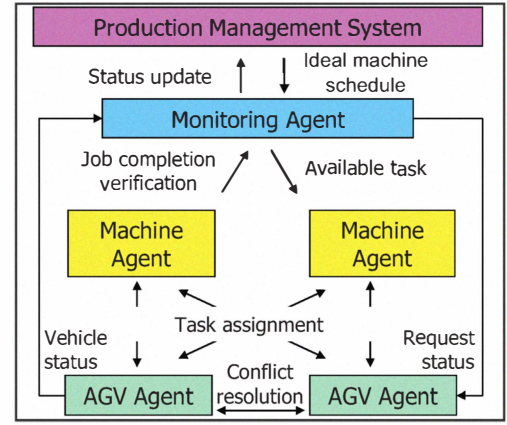 Production Management System
Status update
Ideal machine
schedule
Monitoring Agent
Job completion
verification
Available task
Machine
Agent
Machine
Agent
Task assignment
Vehicle
status
Request
status
Conflict
resolution
AGV Agent
AGV Agent